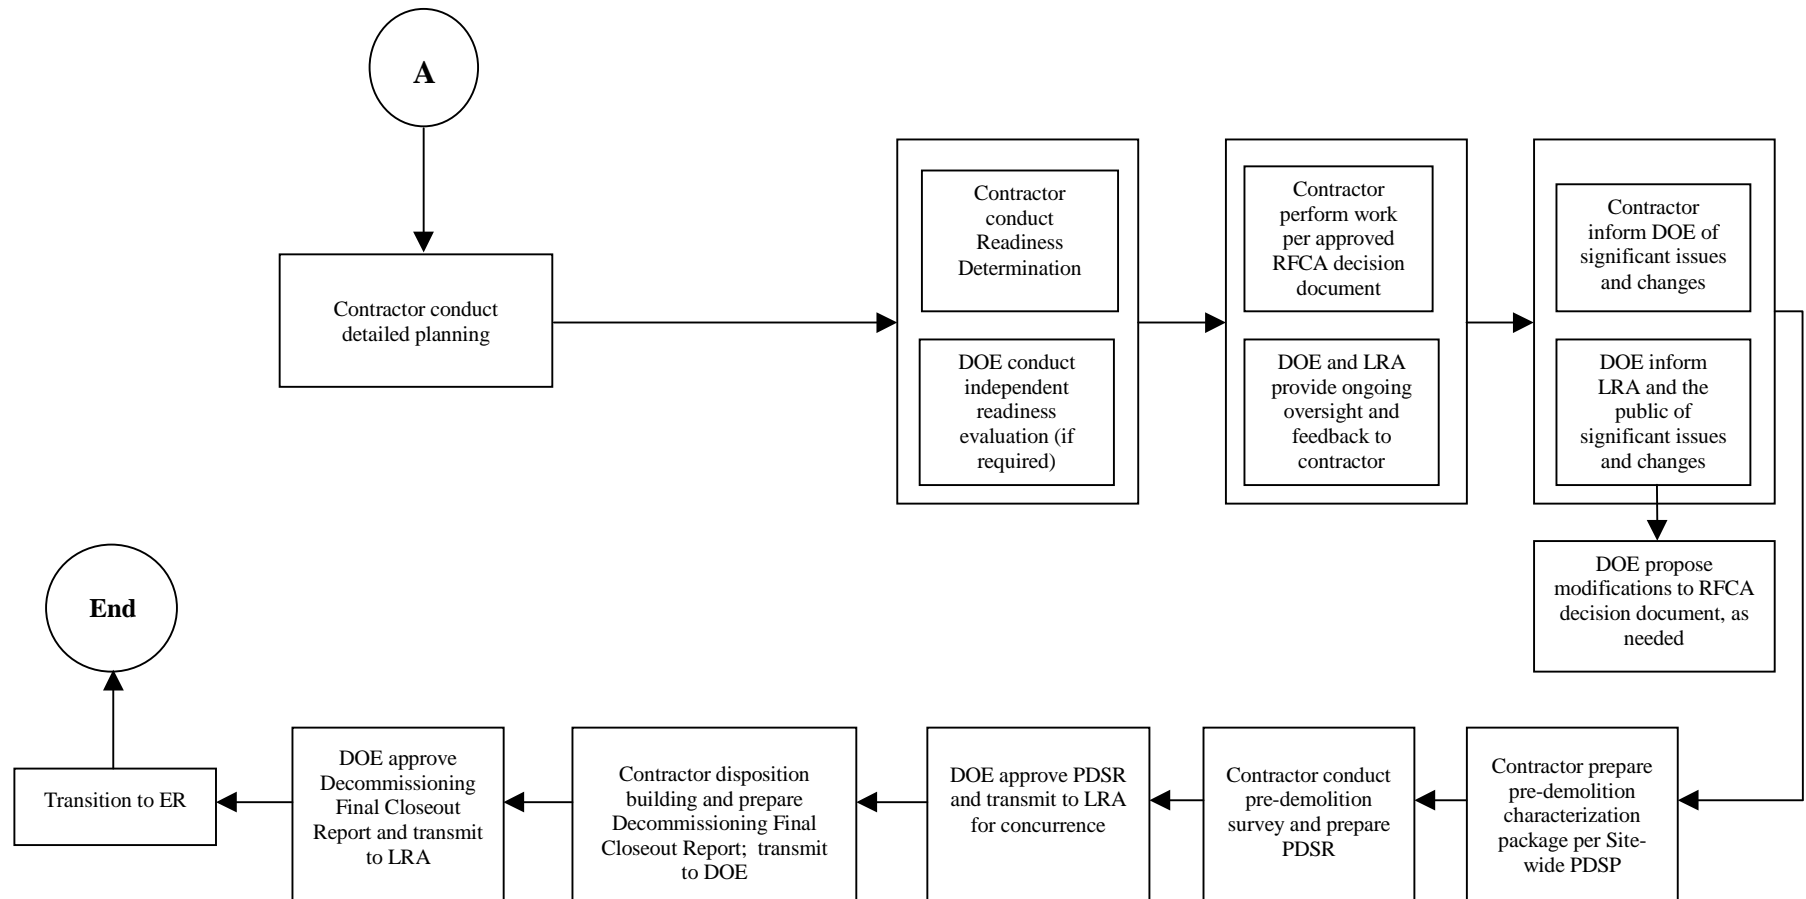 A
Contractor conduct
detailed planning
Contractor
conduct
Readiness
Determination
DOE conduct
independent
readiness
evaluation (if
required)
Contractor
perform work
per approved
RFCA decision
document
DOE and LRA
provide ongoing
oversight and
feedback to
contractor
Contractor
inform DOE of
significant issues
and changes
DOE inform
LRA and the
public of
significant issues
and changes
DOE propose
modifications to RFCA
decision document, as
needed
Contractor prepare
pre-demolition
characterization
package per Site-
wide PDSP
Contractor conduct
pre-demolition
survey and prepare
PDSR
DOE approve PDSR
and transmit to LRA
for concurrence
Contractor disposition
building and prepare
Decommissioning Final
Closeout Report;  transmit
to DOE
DOE approve
Decommissioning
Final Closeout
Report and transmit
to LRA
Transition to ER
End